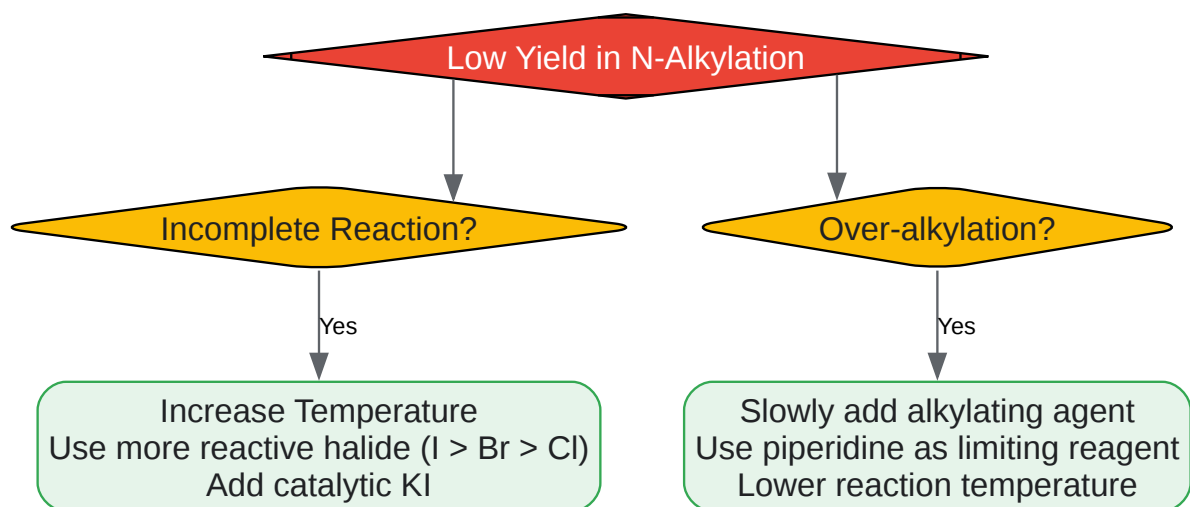 Low Yield in N-Alkylation
Incomplete Reaction?
Over-alkylation?
Yes
Yes
Increase Temperature
Use more reactive halide (I > Br > Cl)
Add catalytic KI
Slowly add alkylating agent
Use piperidine as limiting reagent
Lower reaction temperature